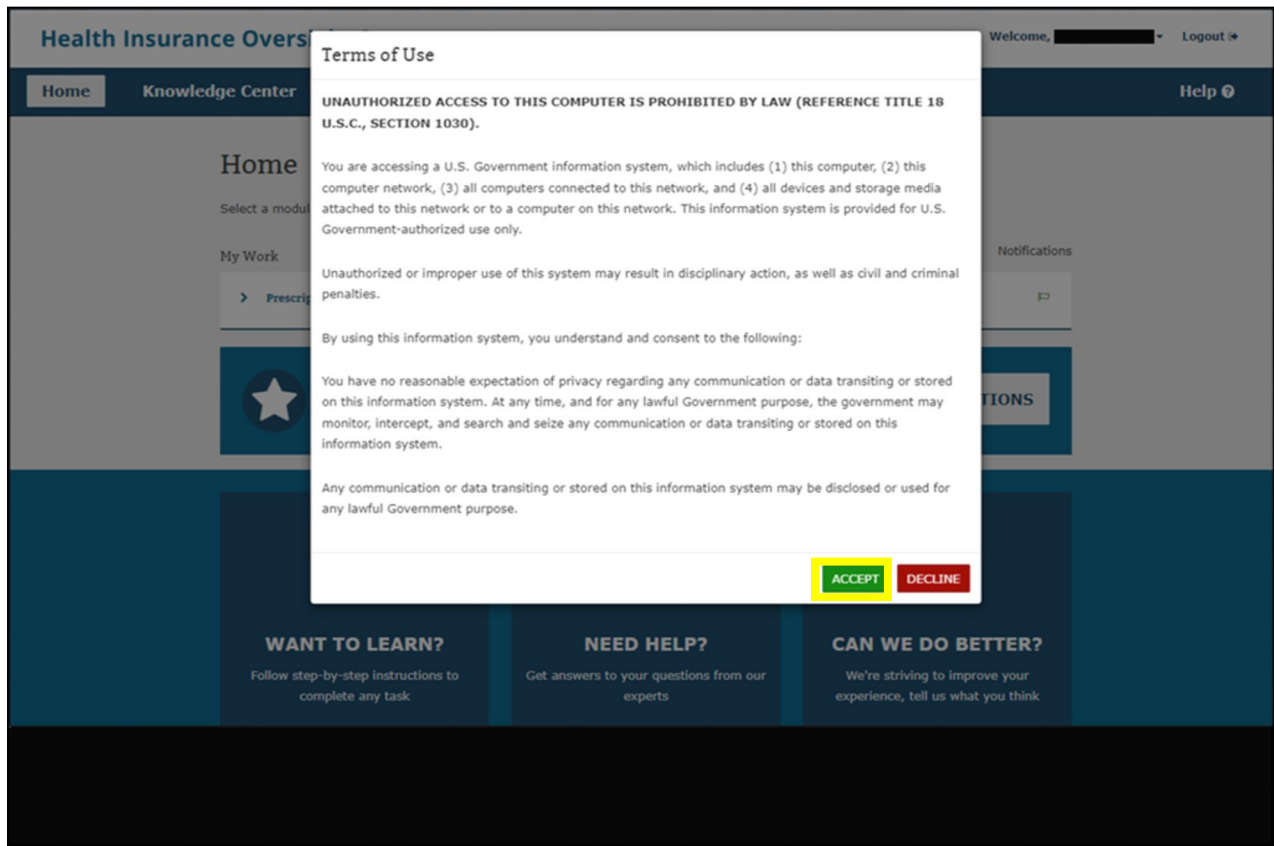 Health Insurance Overs
Welcome,
Logout
Home
Knowledge Center
Help
Terms of Use
UNAUTHORIZED ACCESS TO THIS COMPUTER IS PROHIBITED BY LAW (REFERENCE TITLE 18
U.S.C., SECTION 1030).
You are accessing a U.S. Government information system, which includes (1) this computer, (2) this
computer network, (3) all computers connected to this network, and (4) all devices and storage media
attached to this network or to a computer on this network. This information system is provided for U.S.
Government-authorized use only.
Unauthorized or improper use of this system may result in disciplinary action, as well as civil and criminal
penalties.
By using this information system, you understand and consent to the following:
You have no reasonable expectation of privacy regarding any communication or data transiting or stored
on this information system. At any time, and for any lawful Government purpose, the government may
monitor, intercept, and search and seize any communication or data transiting or stored on this
information system.
Any communication or data transiting or stored on this information system may be disclosed or used for
any lawful Government purpose.
ACCEPT
DECLINE
Home
Select a modul
My Work
Notifications
Prescrip
TIONS
WANT TO LEARN?
Follow step-by-step instructions to
complete any task
NEED HELP?
Get answers to your questions from our
experts
CAN WE DO BETTER?
We're striving to improve your
experience, tell us what you think